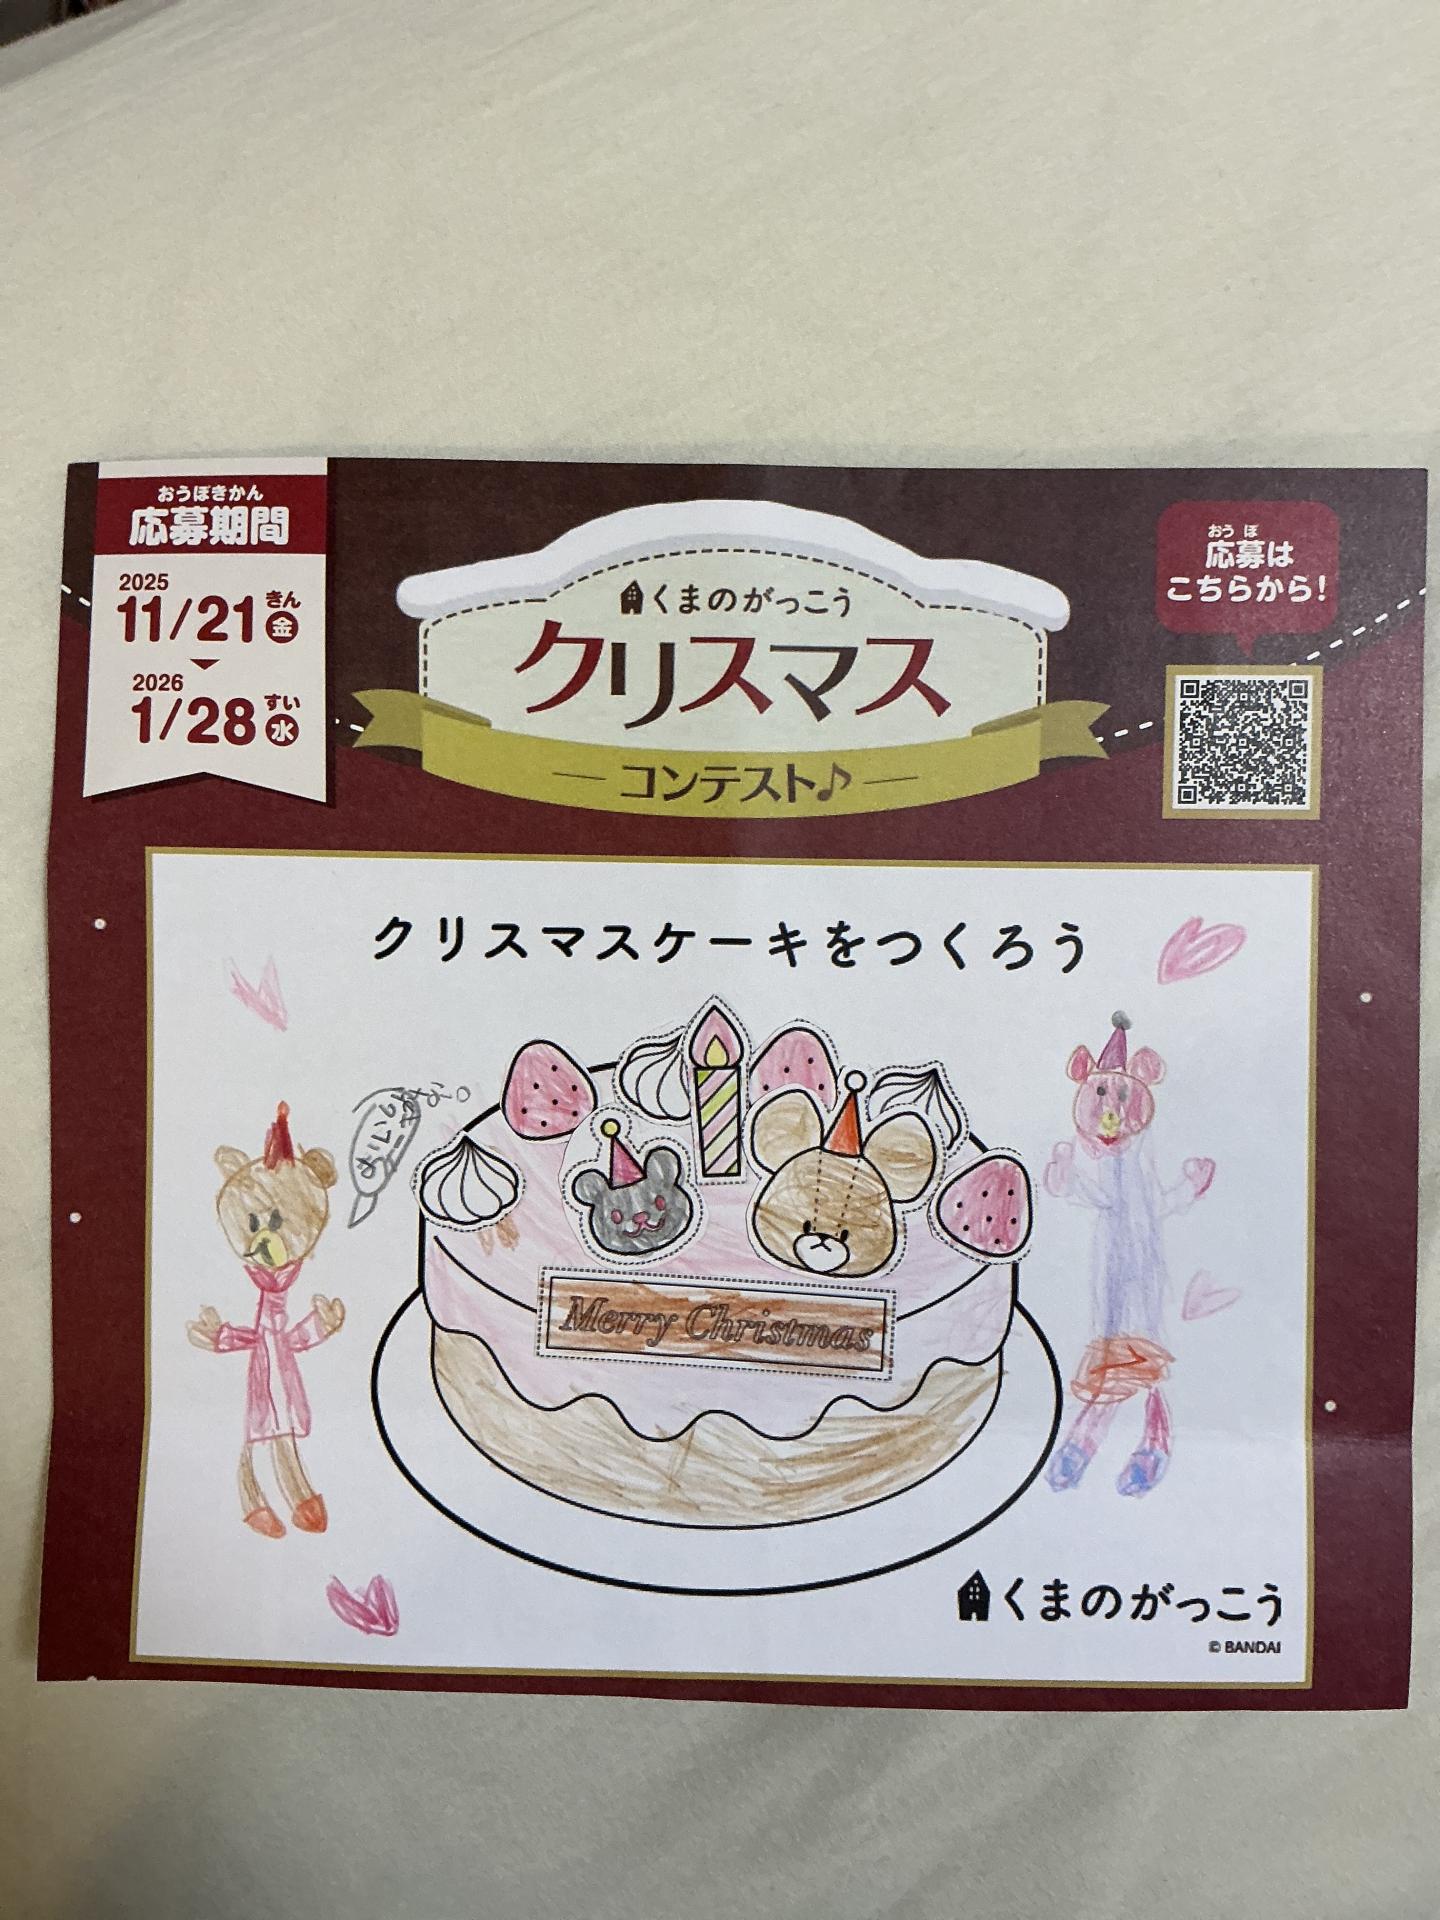 おうぼきかん
応募期間
2025
11/21 きん 金
2026
1/28 すい 水
くまのがっこう
クリスマス
コンテスト♪
おうぼ
応募は
こちらから!
クリスマスケーキをつくろう
Merry Christmas
くまのがっこう
© BANDAI